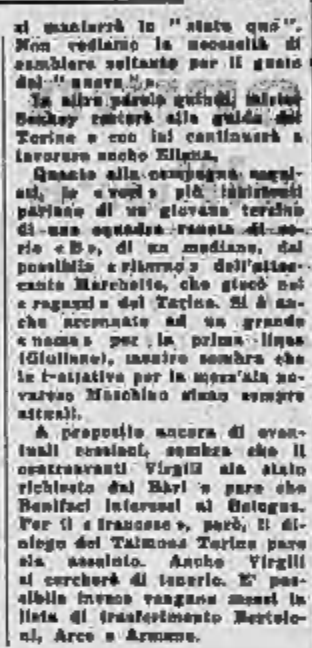 si manterrà lo "statu quo".
Non vediamo la necessità di
cambiare soltanto per il gusto
del "nuovo".
In altre parole quindi, mister
Senkey resterà alla guida del
Torino e con lui continuerà a
lavorare anche Ellena.
Quanto alla campagna acqui-
sti, le «voci» più insistenti
parlano di un giovane terzino
di una squadra veneta di se-
rie «B», di un mediano, del
possibile «ritorno» dell'attac-
cante Marchetto, che giocò nei
«ragazzi» del Torino. Si è an-
che accennato ad un grande
«nome» per la prima linea
(Giuliano), mentre sembra che
le trattative per la mezz'ala no-
varese Maschino siano sempre
attuali.
A proposito ancora di even-
tuali cessioni, sembra che il
centravanti Virgili sia stato
richiesto dal Bari e pare che
Bonifaci interessi al Bologna.
Per il «francese», però, il di-
niego del Talmone Torino pare
sia assoluto. Anche Virgili
si cercherà di tenerlo. E' pos-
sibile invece vengano messi in
lista di trasferimento Bertolo-
ni, Arce e Armano.